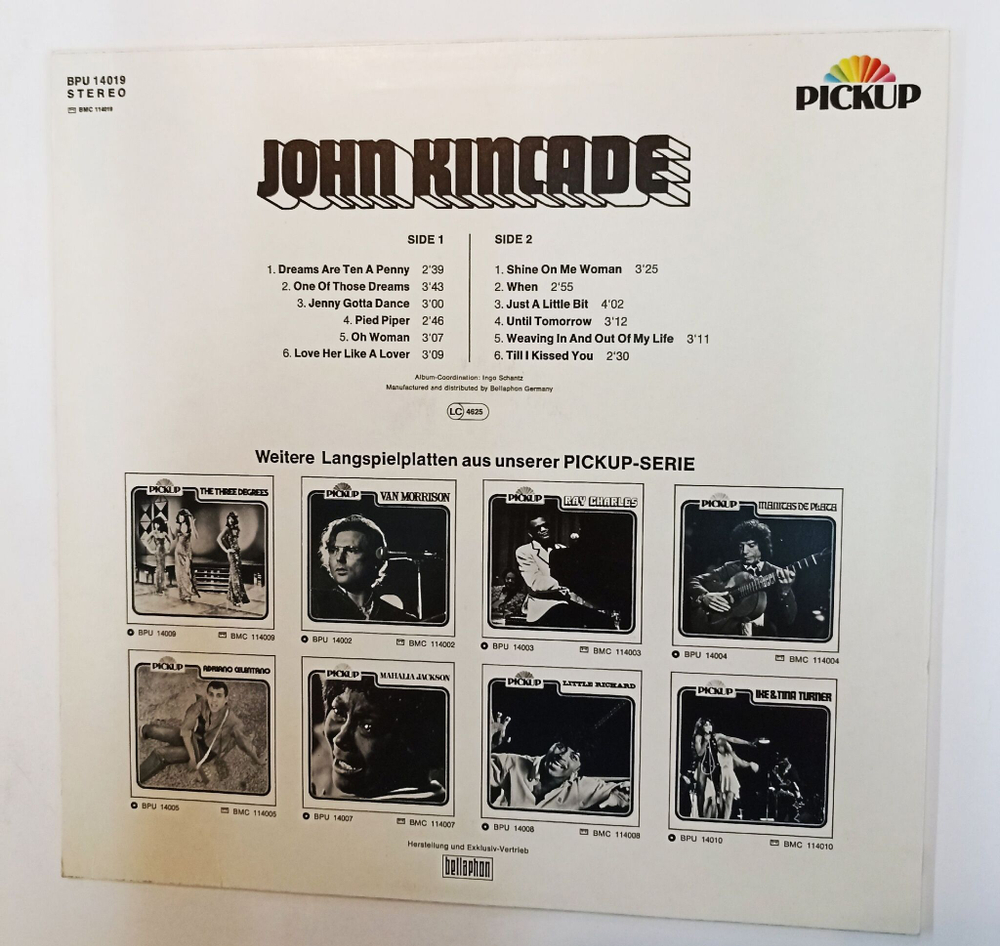 BPU 14019
STEREO
BMC 114019
PICKUP
JOHN KINCADE
SIDE 1
1. Dreams Are Ten A Penny 2'39
2. One Of Those Dreams 3'43
3. Jenny Gotta Dance 3'00
4. Pied Piper 2'46
5. Oh Woman 3'07
6. Love Her Like A Lover 3'09
SIDE 2
1. Shine On Me Woman 3'25
2. When 2'55
3. Just A Little Bit 4'02
4. Until Tomorrow 3'12
5. Weaving In And Out Of My Life 3'11
6. Till I Kissed You 2'30
Album-Coordination: Ingo Schantz
Manufactured and distributed by Bellaphon Germany
LC 4625
Weitere Langspielplatten aus unserer PICKUP-SERIE
PICKUP THE THREE DEGREES
BPU 14009 BMC 114009
PICKUP VAN MORRISON
BPU 14002 BMC 114002
PICKUP RAY CHARLES
BPU 14003 BMC 114003
PICKUP MANITAS DE PLATA
BPU 14004 BMC 114004
PICKUP ADRIANO CELENTANO
BPU 14005 BMC 114005
PICKUP MAHALIA JACKSON
BPU 14007 BMC 114007
PICKUP LITTLE RICHARD
BPU 14008 BMC 114008
PICKUP IKE & TINA TURNER
BPU 14010 BMC 114010
Herstellung und Exklusiv-Vertrieb
bellaphon